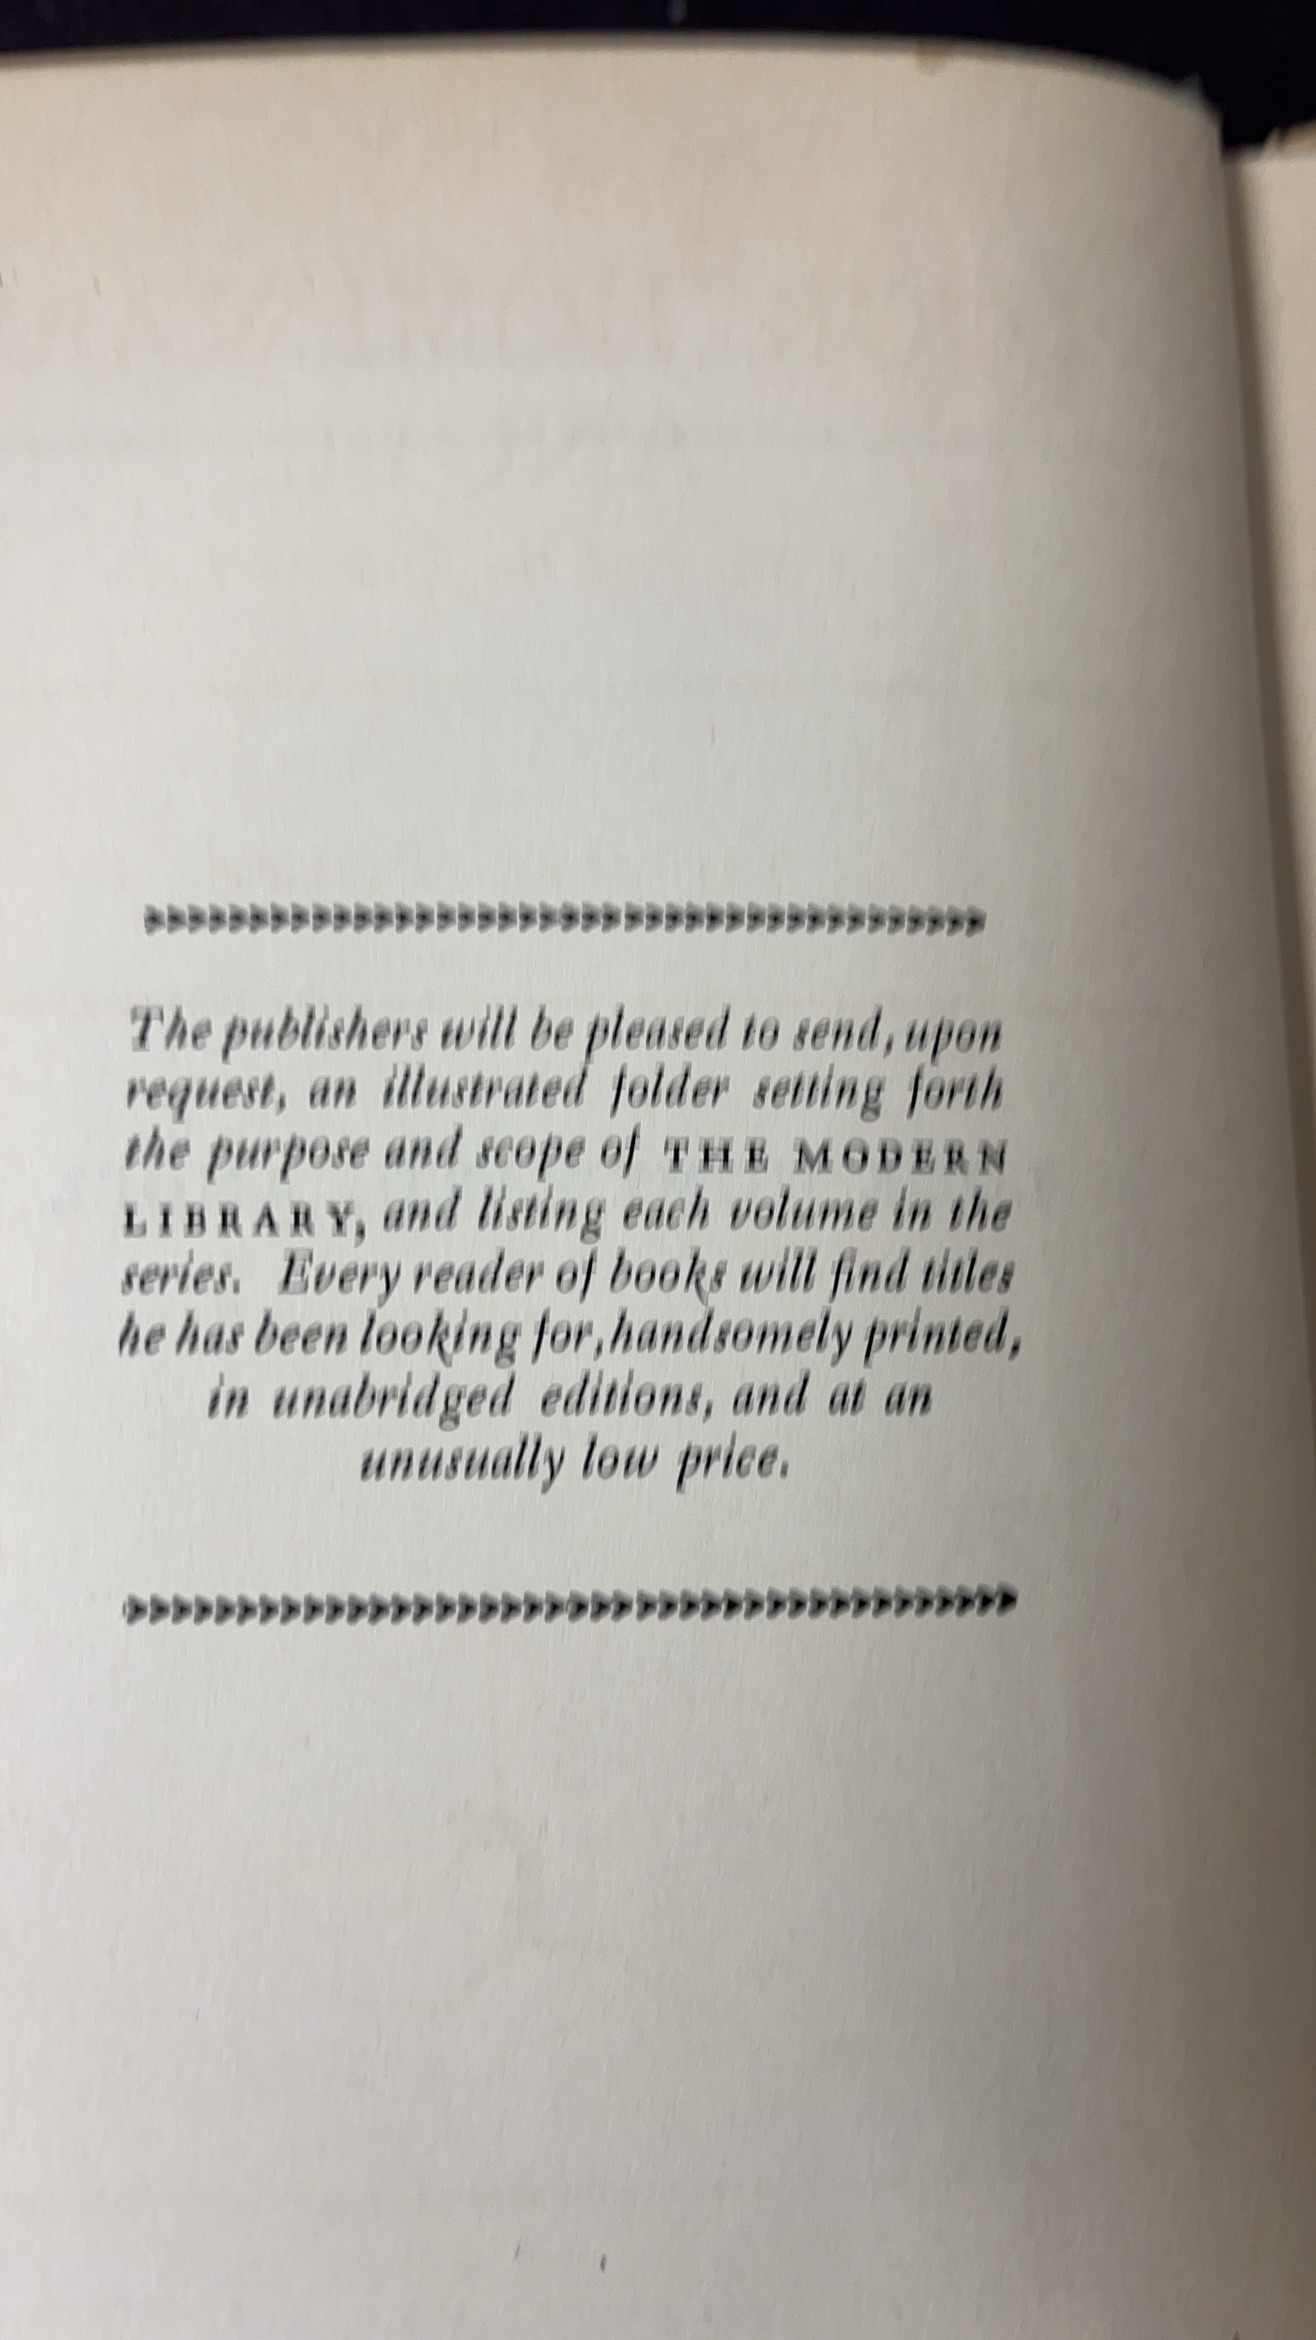 The publishers will be pleased to send, upon
request, an illustrated folder setting forth
the purpose and scope of THE MODERN
LIBRARY, and listing each volume in the
series. Every reader of books will find titles
he has been looking for, handsomely printed,
in unabridged editions, and at an
unusually low price.